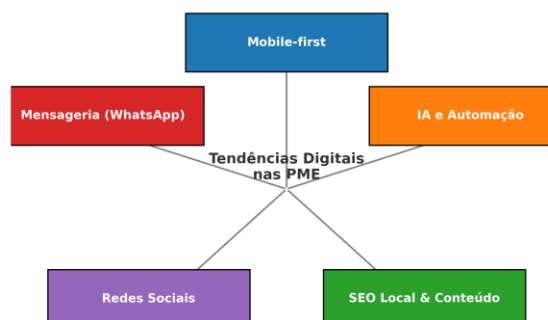 Mobile-first
Mensageria (WhatsApp)
IA e Automação
Tendências Digitais
nas PME
Redes Sociais
SEO Local & Conteúdo